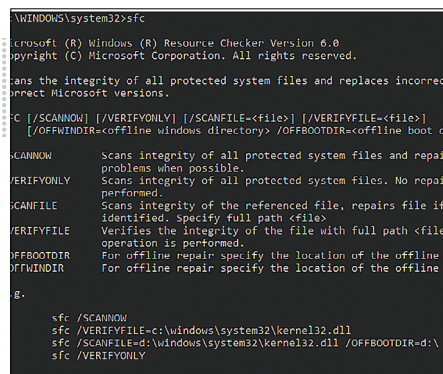 :\WINDOWS\system32>sfc
icrosoft (R) Windows (R) Resource Checker Version 6.0
opyright (C) Microsoft Corporation. All rights reserved.
cans the integrity of all protected system files and replaces incorrec
orrect Microsoft versions.
FC [/SCANNOW] [/VERIFYONLY] [/SCANFILE=<file>] [/VERIFYFILE=<file>]
[/OFFWINDIR=<offline windows directory> /OFFBOOTDIR=<offline boot d
SCANNOW Scans integrity of all protected system files and repai
problems when possible.
VERIFYONLY Scans integrity of all protected system files. No repai
performed.
SCANFILE Scans integrity of the referenced file, repairs file if
identified. Specify full path <file>
VERIFYFILE Verifies the integrity of the file with full path <file
operation is performed.
OFFBOOTDIR For offline repair specify the location of the offline
OFFWINDIR For offline repair specify the location of the offline
.g.
sfc /SCANNOW
sfc /VERIFYFILE=c:\windows\system32\kernel32.dll
sfc /SCANFILE=d:\windows\system32\kernel32.dll /OFFBOOTDIR=d:\
sfc /VERIFYONLY